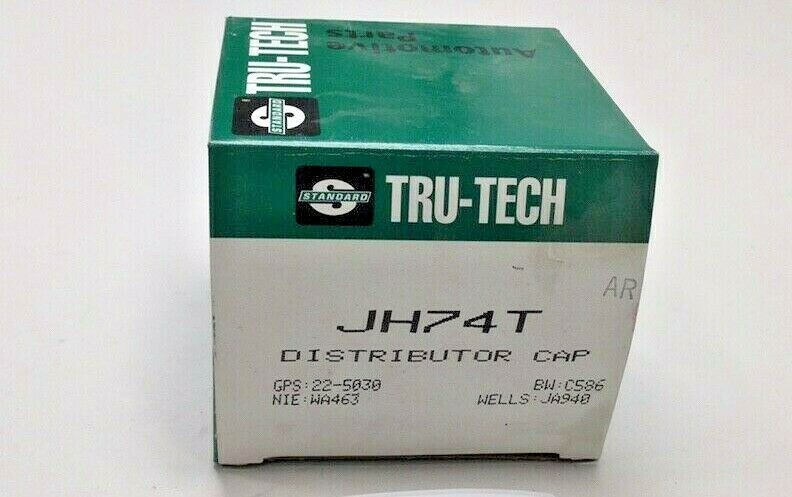 Automotive
Parts
TRU-TECH
STANDARD
S
STANDARD
TRU-TECH
AR
JH74T
DISTRIBUTOR CAP
GPS:22-5030 BW:C586
NIE:WA463 WELLS:JA940